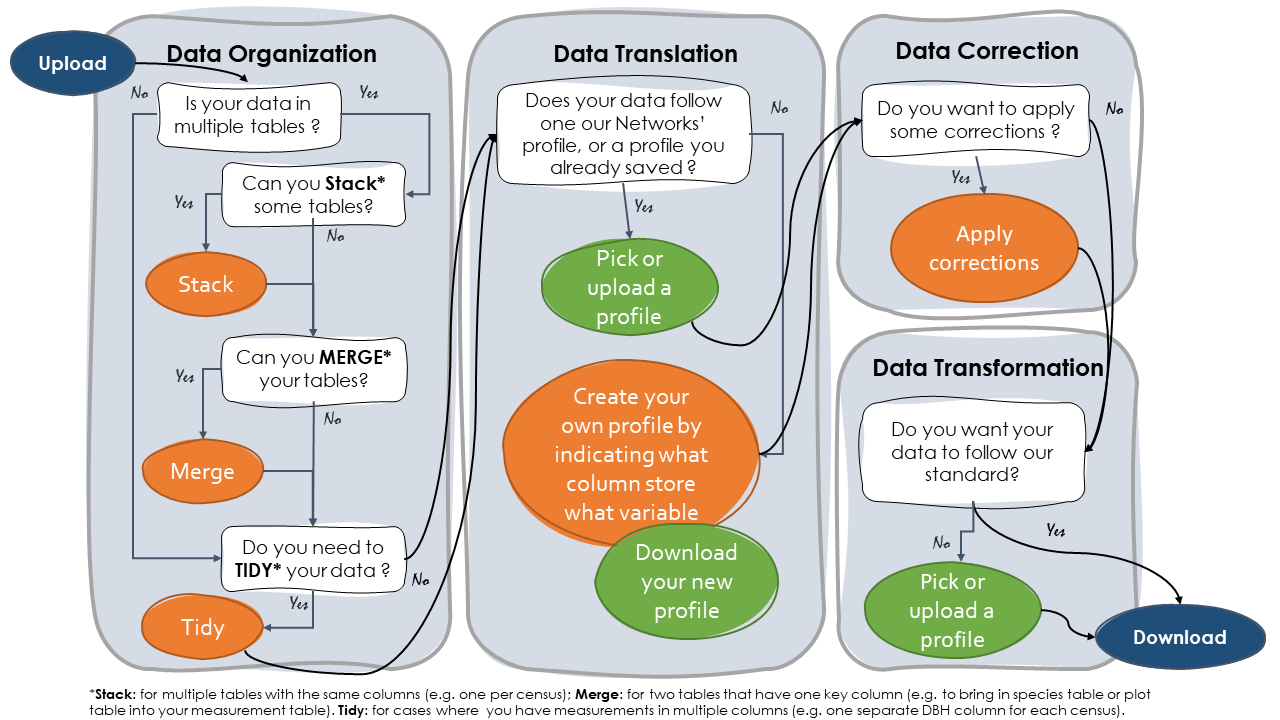 Upload
Data Organization
No
Yes
Is your data in
multiple tables ?
Can you Stack*
some tables?
Yes
No
Stack
Can you MERGE*
your tables?
Yes
No
Merge
Do you need to
TIDY* your data ?
No
Yes
Tidy
Data Translation
Does your data follow
one our Networks’
profile, or a profile you
already saved ?
No
Yes
Pick or
upload a
profile
Create your
own profile by
indicating what
column store
what variable
Download
your new
profile
Data Correction
Do you want to apply
some corrections ?
No
Yes
Apply
corrections
Data Transformation
Do you want your
data to follow our
standard?
No
Yes
Pick or
upload a
profile
Download
*Stack: for multiple tables with the same columns (e.g. one per census); Merge: for two tables that have one key column (e.g. to bring in species table or plot
table into your measurement table). Tidy: for cases where you have measurements in multiple columns (e.g. one separate DBH column for each census).